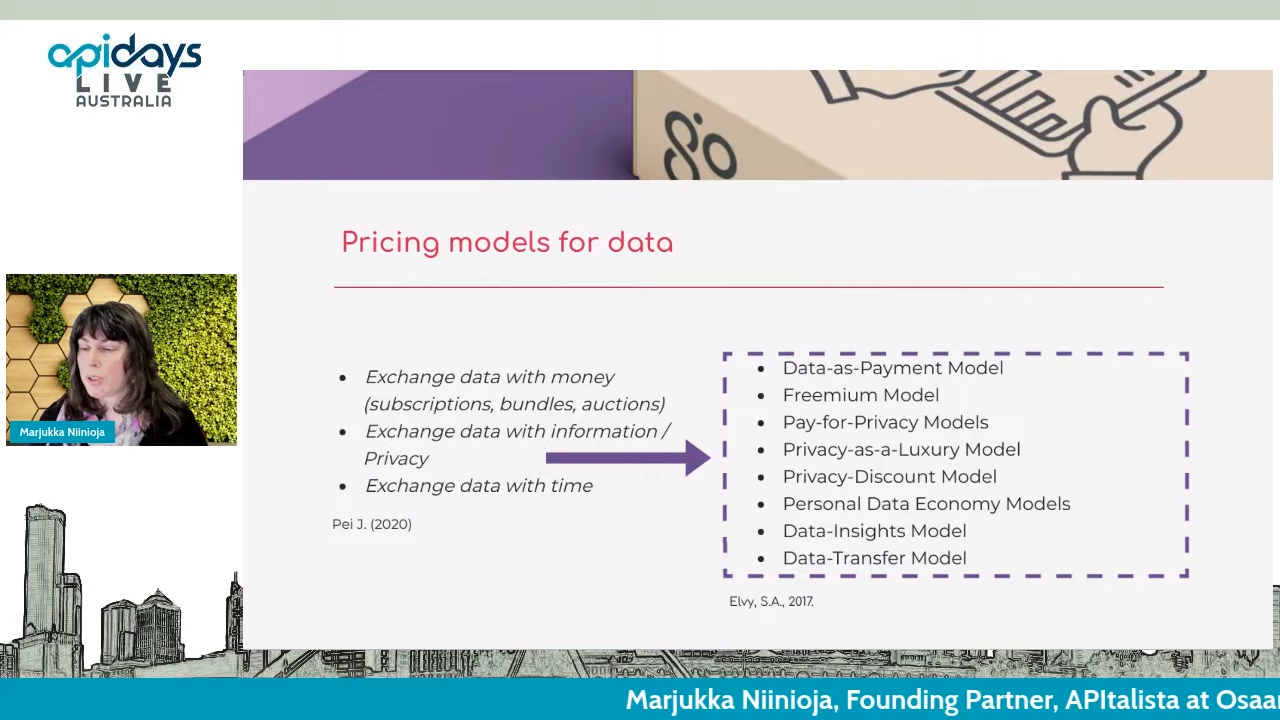 apidays
LIVE
AUSTRALIA
Pricing models for data
• Exchange data with money
(subscriptions, bundles, auctions)
• Exchange data with information /
Privacy
• Exchange data with time
Pei J. (2020)
• Data-as-Payment Model
• Freemium Model
• Pay-for-Privacy Models
• Privacy-as-a-Luxury Model
• Privacy-Discount Model
• Personal Data Economy Models
• Data-Insights Model
• Data-Transfer Model
Elvy, S.A., 2017.
Marjukka Niinioja
Marjukka Niinioja, Founding Partner, APItalista at Osaa